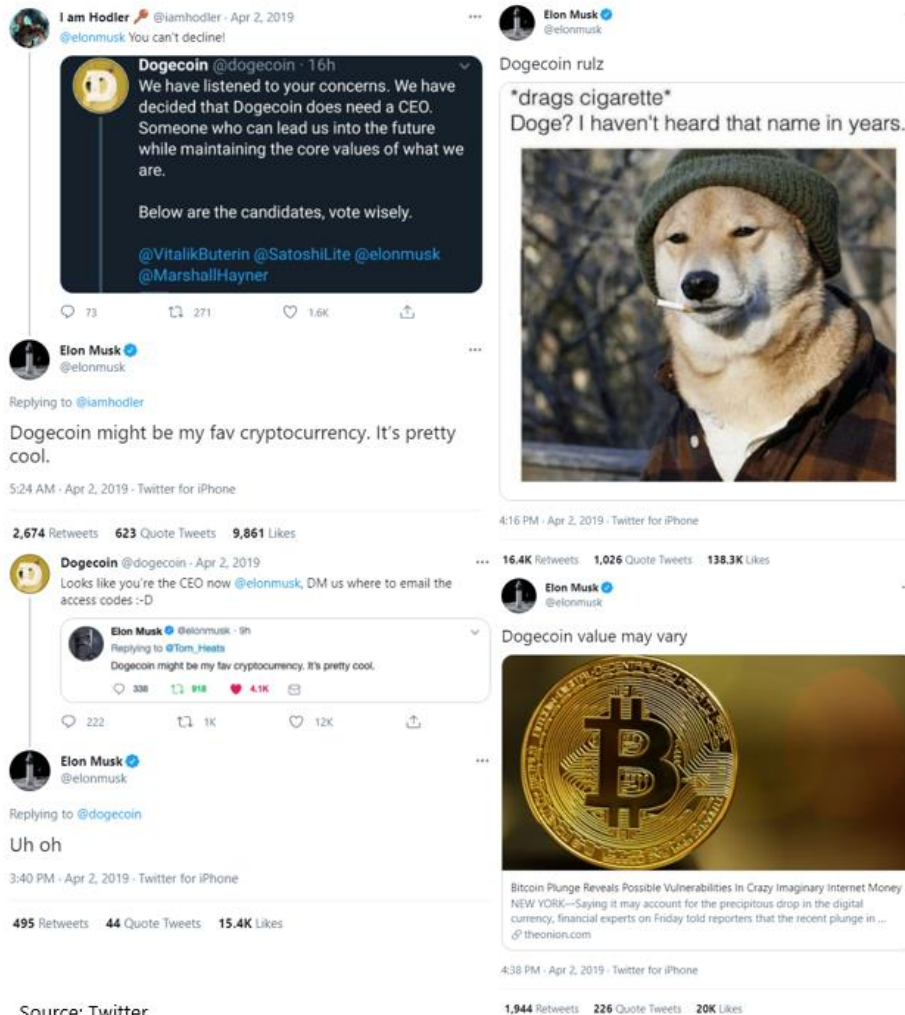 I am Hodler @iamhodler · Apr 2, 2019
@elonmusk You can't decline!
Dogecoin @dogecoin · 16h
We have listened to your concerns. We have
decided that Dogecoin does need a CEO.
Someone who can lead us into the future
while maintaining the core values of what we
are.
Below are the candidates, vote wisely.
@VitalikButerin @SatoshiLite @elonmusk
@MarshallHayner
73 271 1.6K
Elon Musk
@elonmusk
Replying to @iamhodler
Dogecoin might be my fav cryptocurrency. It's pretty
cool.
5:24 AM · Apr 2, 2019 · Twitter for iPhone
2,674 Retweets 623 Quote Tweets 9,861 Likes
Dogecoin @dogecoin · Apr 2, 2019
Looks like you're the CEO now @elonmusk, DM us where to email the
access codes :-D
Elon Musk @elonmusk · 9h
Replying to @Tom_Heats
Dogecoin might be my fav cryptocurrency. It's pretty cool.
338 918 4.1K
222 1K 12K
Elon Musk
@elonmusk
Replying to @dogecoin
Uh oh
3:40 PM · Apr 2, 2019 · Twitter for iPhone
495 Retweets 44 Quote Tweets 15.4K Likes
Source: Twitter
Elon Musk
@elonmusk
Dogecoin rulz
*drags cigarette*
Doge? I haven't heard that name in years.
4:16 PM · Apr 2, 2019 · Twitter for iPhone
16.4K Retweets 1,026 Quote Tweets 138.3K Likes
Elon Musk
@elonmusk
Dogecoin value may vary
Bitcoin Plunge Reveals Possible Vulnerabilities In Crazy Imaginary Internet Money
NEW YORK—Saying it may account for the precipitous drop in the digital
currency, financial experts on Friday told reporters that the recent plunge in ...
theonion.com
4:38 PM · Apr 2, 2019 · Twitter for iPhone
1,944 Retweets 226 Quote Tweets 20K Likes